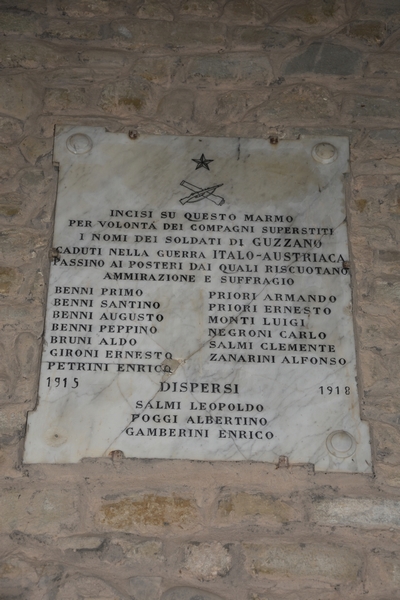 INCISI SU QUESTO MARMO
PER VOLONTÀ DEI COMPAGNI SUPERSTITI
I NOMI DEI SOLDATI DI GUZZANO
CADUTI NELLA GUERRA ITALO-AUSTRIACA
PASSINO AI POSTERI DAI QUALI RISCUOTANO
AMMIRAZIONE E SUFFRAGIO
BENNI PRIMO
BENNI SANTINO
BENNI AUGUSTO
BENNI PEPPINO
BRUNI ALDO
GIRONI ERNESTO
PETRINI ENRICO
PRIORI ARMANDO
PRIORI ERNESTO
MONTI LUIGI
NEGRONI CARLO
SALMI CLEMENTE
ZANARINI ALFONSO
1915
1918
DISPERSI
SALMI LEOPOLDO
POGGI ALBERTINO
GAMBERINI ENRICO